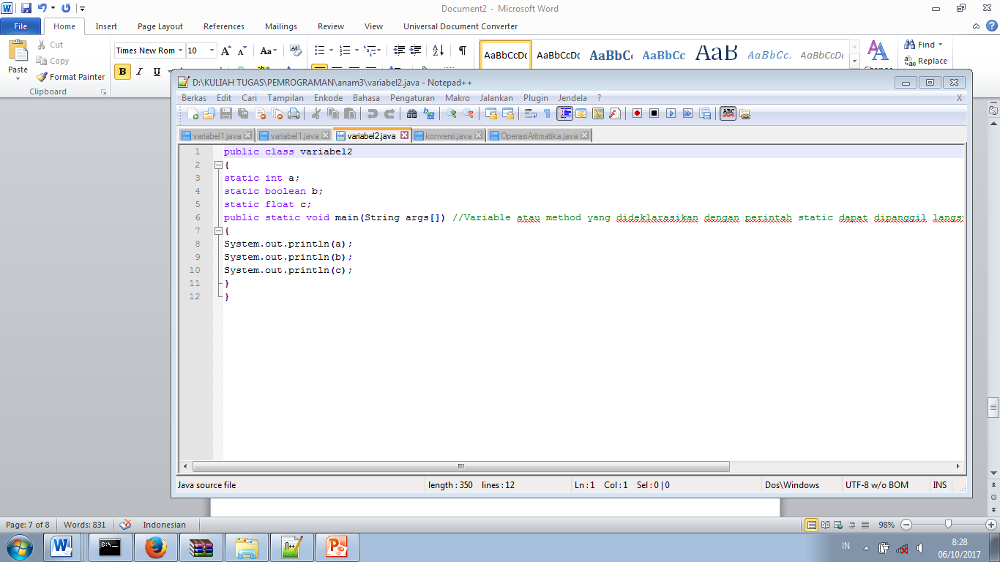 Document2 - Microsoft Word
File Home Insert Page Layout References Mailings Review View Universal Document Converter
Paste
Cut
Copy
Format Painter
Clipboard
Times New Rom 10
Aa
B I U
AaBbCcDc AaBbCcDc AaBbCc AaBbCc AaB AaBbCc. AaBbCcDc
Change
Find
Replace
D:\KULIAH TUGAS\PEMROGRAMAN\anam3\variabel2.java - Notepad++
Berkas Edit Cari Tampilan Enkode Bahasa Pengaturan Makro Jalankan Plugin Jendela ? X
variabel1.java variabel1.java variabel2.java konversi.java OperasiAritmatika.java
1 public class variabel2
2 {
3 static int a;
4 static boolean b;
5 static float c;
6 public static void main(String args[]) //Variable atau method yang dideklarasikan dengan perintah static dapat dipanggil langs
7 {
8 System.out.println(a);
9 System.out.println(b);
10 System.out.println(c);
11 }
12 }
Java source file length : 350 lines : 12 Ln : 1 Col : 1 Sel : 0 | 0 Dos\Windows UTF-8 w/o BOM INS
Page: 7 of 8 Words: 831 Indonesian 98%
IN
8:28
06/10/2017